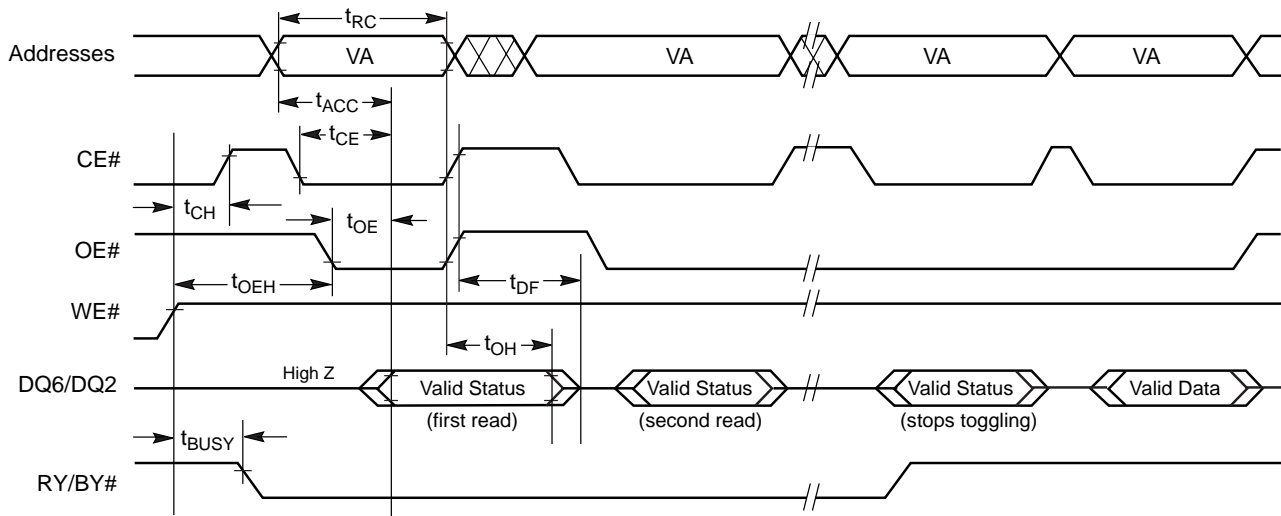 tRC
Addresses VA VA VA VA
tACC
tCE
CE#
tCH tOE
OE#
tOEH tDF
WE#
tOH
High Z
DQ6/DQ2 Valid Status Valid Status Valid Status Valid Data
(first read) (second read) (stops toggling)
tBUSY
RY/BY#